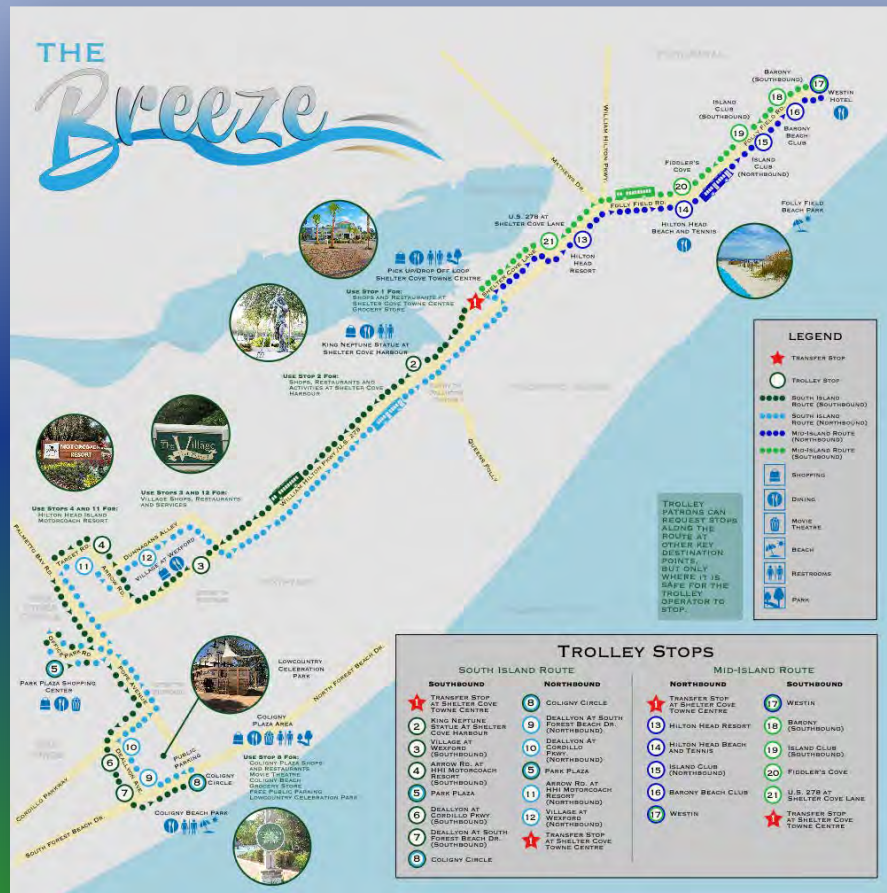 THE
Breeze
BARONY
(SOUTHBOUND)
17
18
WESTIN
HOTEL
ISLAND
CLUB
(SOUTHBOUND)
16
FOLLY FIELD RD.
BARONY
BEACH
CLUB
19
15
ISLAND
CLUB
(NORTHBOUND)
MATHEWS DR.
WILLIAM HILTON PKWY.
FIDDLER'S
COVE
20
FOLLY FIELD RD.
14
HILTON HEAD
BEACH AND TENNIS
FOLLY FIELD
BEACH PARK
U.S. 278 AT
SHELTER COVE LANE
21
13
HILTON
HEAD
RESORT
SHELTER COVE LANE
PICK UP/DROP OFF LOOP
SHELTER COVE TOWNE CENTRE
USE STOP 1 FOR:
SHOPS AND RESTAURANTS AT
SHELTER COVE TOWNE CENTRE
GROCERY STORE
1
KING NEPTUNE STATUE AT
SHELTER COVE HARBOUR
2
USE STOP 2 FOR:
SHOPS, RESTAURANTS AND
ACTIVITIES AT SHELTER COVE
HARBOUR
QUEENS FOLLY
MOTORCOACH
RESORT
The Village
USE STOPS 4 AND 11 FOR:
HILTON HEAD ISLAND
MOTORCOACH RESORT
USE STOPS 3 AND 12 FOR:
VILLAGE SHOPS, RESTAURANTS
AND SERVICES
PALMETTO BAY RD.
TARGET RD.
4
11
ARROW RD.
DUNNAGANS ALLEY
12
VILLAGE AT WEXFORD
3
OFFICE PARK RD.
5
PARK PLAZA SHOPPING
CENTER
LOWCOUNTRY
CELEBRATION
PARK
NORTH FOREST BEACH DR.
COLIGNY
PLAZA AREA
USE STOP 8 FOR:
COLIGNY PLAZA SHOPS
AND RESTAURANTS
MOVIE THEATRE
COLIGNY BEACH
GROCERY STORE
FREE PUBLIC PARKING
LOWCOUNTRY CELEBRATION PARK
10
PUBLIC
PARKING
6
DEALLYON AVE.
9
8
COLIGNY
CIRCLE
7
CORDILLO PARKWAY
SOUTH FOREST BEACH DR.
COLIGNY BEACH PARK
LEGEND
TRANSFER STOP
TROLLEY STOP
SOUTH ISLAND
ROUTE (SOUTHBOUND)
SOUTH ISLAND
ROUTE (NORTHBOUND)
MID-ISLAND ROUTE
(NORTHBOUND)
MID-ISLAND ROUTE
(SOUTHBOUND)
SHOPPING
DINING
MOVIE
THEATRE
BEACH
RESTROOMS
PARK
TROLLEY
PATRONS CAN
REQUEST STOPS
ALONG THE
ROUTE AT
OTHER KEY
DESTINATION
POINTS,
BUT ONLY
WHERE IT IS
SAFE FOR THE
TROLLEY
OPERATOR TO
STOP.
TROLLEY STOPS
SOUTH ISLAND ROUTE
SOUTHBOUND
1 TRANSFER STOP
AT SHELTER COVE
TOWNE CENTRE
2 KING NEPTUNE
STATUE AT SHELTER
COVE HARBOUR
3 VILLAGE AT
WEXFORD
(SOUTHBOUND)
4 ARROW RD. AT
HHI MOTORCOACH
RESORT
(SOUTHBOUND)
5 PARK PLAZA
6 DEALLYON AT
CORDILLO PKWY
(SOUTHBOUND)
7 DEALLYON AT SOUTH
FOREST BEACH DR.
(SOUTHBOUND)
8 COLIGNY CIRCLE
NORTHBOUND
8 COLIGNY CIRCLE
9 DEALLYON AT SOUTH
FOREST BEACH DR.
(NORTHBOUND)
10 DEALLYON AT
CORDILLO
PKWY.
(NORTHBOUND)
5 PARK PLAZA
11 ARROW RD. AT
HHI MOTORCOACH
RESORT
(NORTHBOUND)
12 VILLAGE AT
WEXFORD
(NORTHBOUND)
1 TRANSFER STOP
AT SHELTER COVE
TOWNE CENTRE
MID-ISLAND ROUTE
NORTHBOUND
1 TRANSFER STOP
AT SHELTER COVE
TOWNE CENTRE
13 HILTON HEAD RESORT
14 HILTON HEAD BEACH
AND TENNIS
15 ISLAND CLUB
(NORTHBOUND)
16 BARONY BEACH CLUB
17 WESTIN
SOUTHBOUND
17 WESTIN
18 BARONY
(SOUTHBOUND)
19 ISLAND CLUB
(SOUTHBOUND)
20 FIDDLER'S COVE
21 U.S. 278 AT
SHELTER COVE LANE
1 TRANSFER STOP
AT SHELTER COVE
TOWNE CENTRE